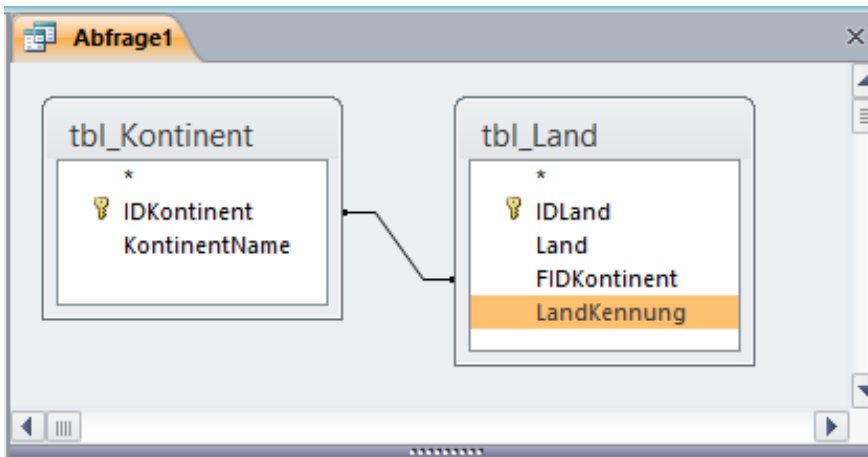 Abfrage1
tbl_Kontinent
*
IDKontinent
KontinentName
tbl_Land
*
IDLand
Land
FIDKontinent
LandKennung